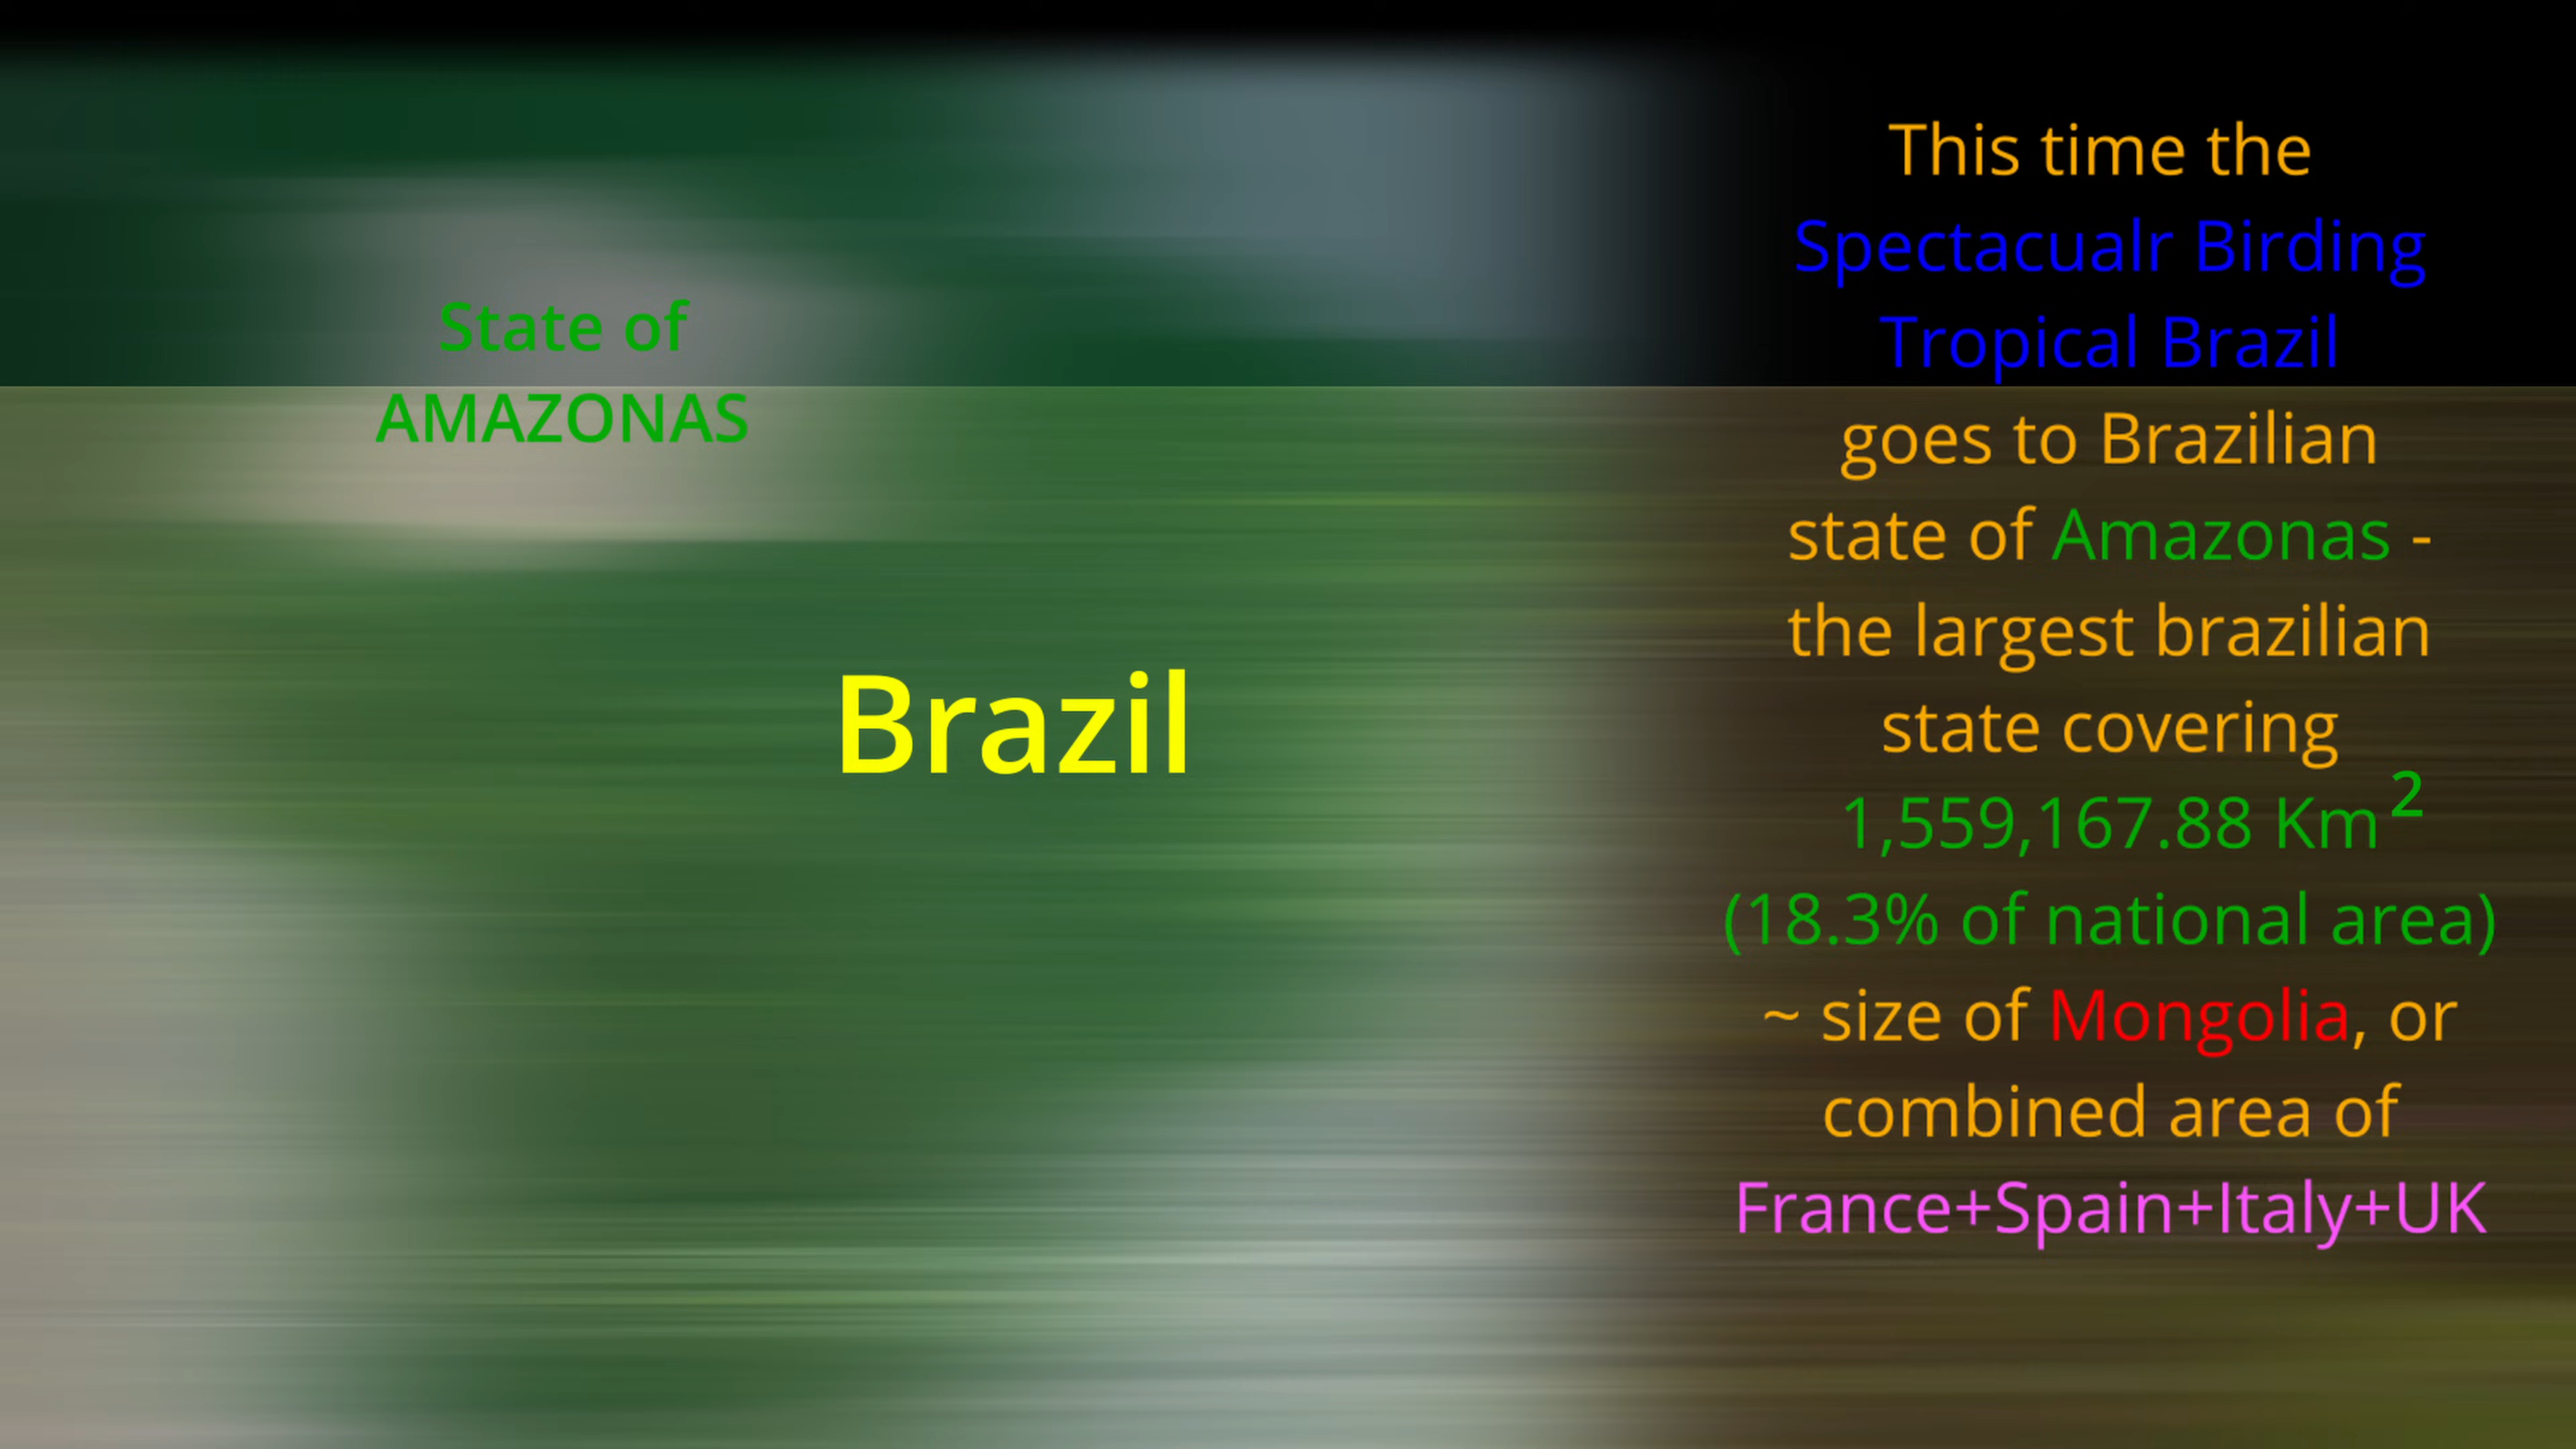 State of
AMAZONAS
Brazil
This time the
Spectacualr Birding
Tropical Brazil
goes to Brazilian
state of Amazonas -
the largest brazilian
state covering
1,559,167.88 Km²
(18.3% of national area)
~ size of Mongolia, or
combined area of
France+Spain+Italy+UK